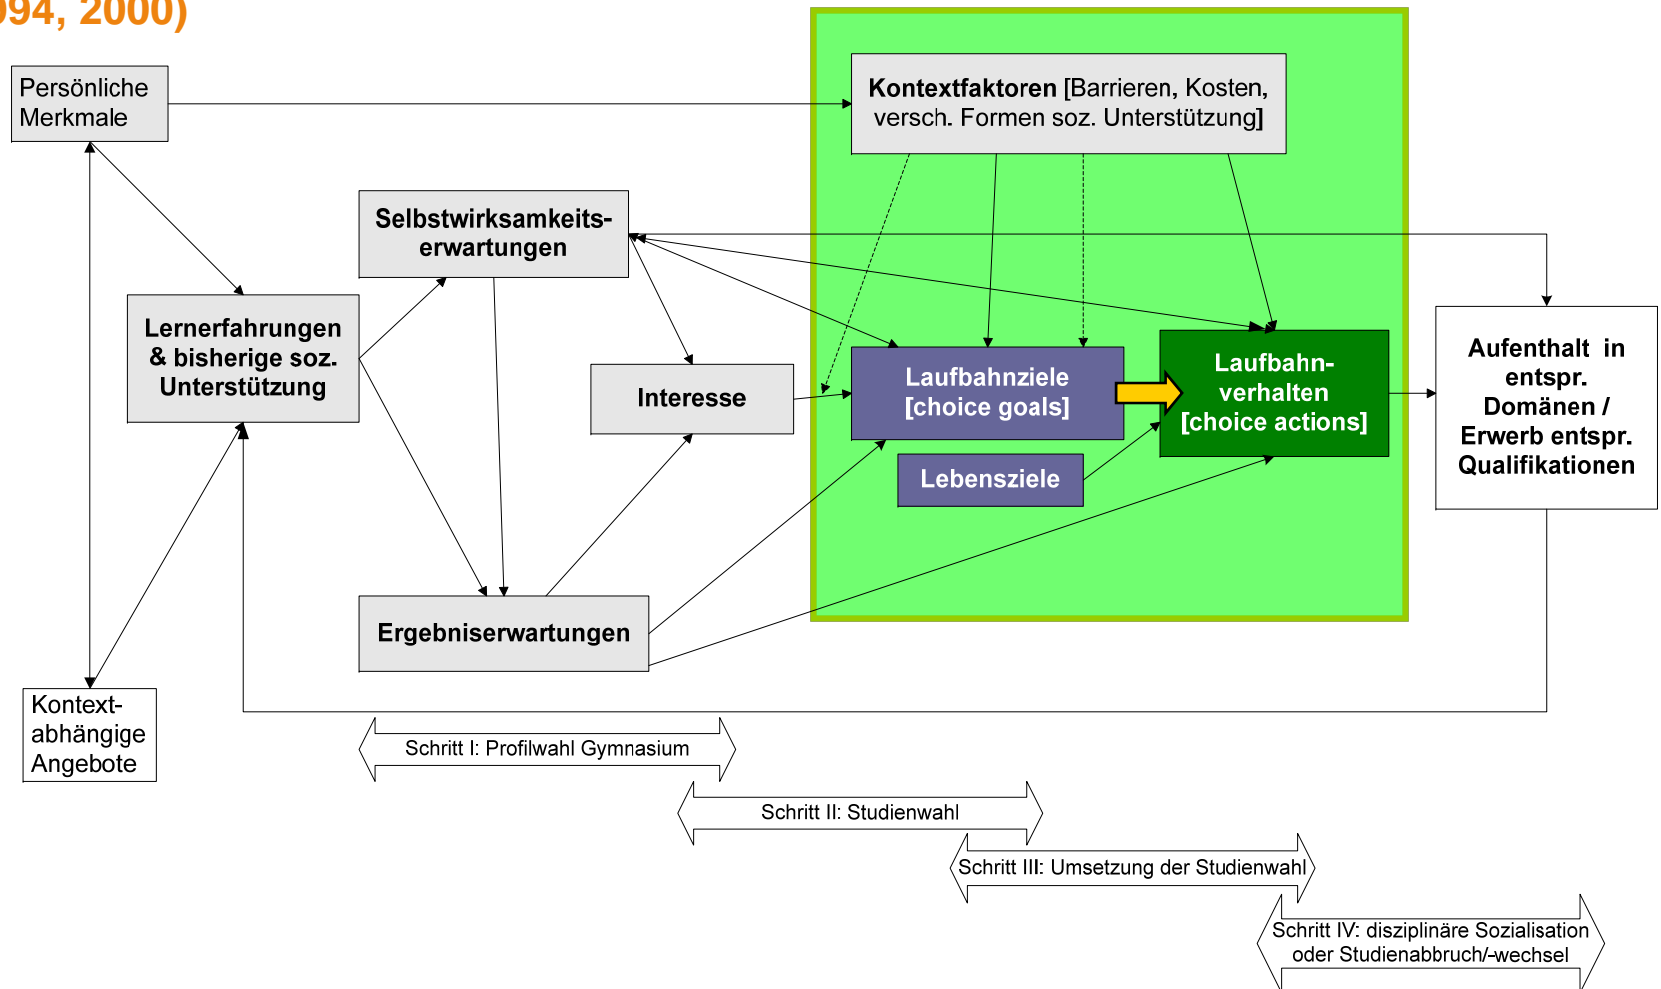 994, 2000)
Persönliche
Merkmale
Kontextfaktoren [Barrieren, Kosten,
versch. Formen soz. Unterstützung]
Selbstwirksamkeits-
erwartungen
Lernerfahrungen
& bisherige soz.
Unterstützung
Interesse
Laufbahnziele
[choice goals]
Laufbahn-
verhalten
[choice actions]
Lebensziele
Aufenthalt in
entspr.
Domänen /
Erwerb entspr.
Qualifikationen
Ergebniserwartungen
Kontext-
abhängige
Angebote
Schritt I: Profilwahl Gymnasium
Schritt II: Studienwahl
Schritt III: Umsetzung der Studienwahl
Schritt IV: disziplinäre Sozialisation
oder Studienabbruch/-wechsel